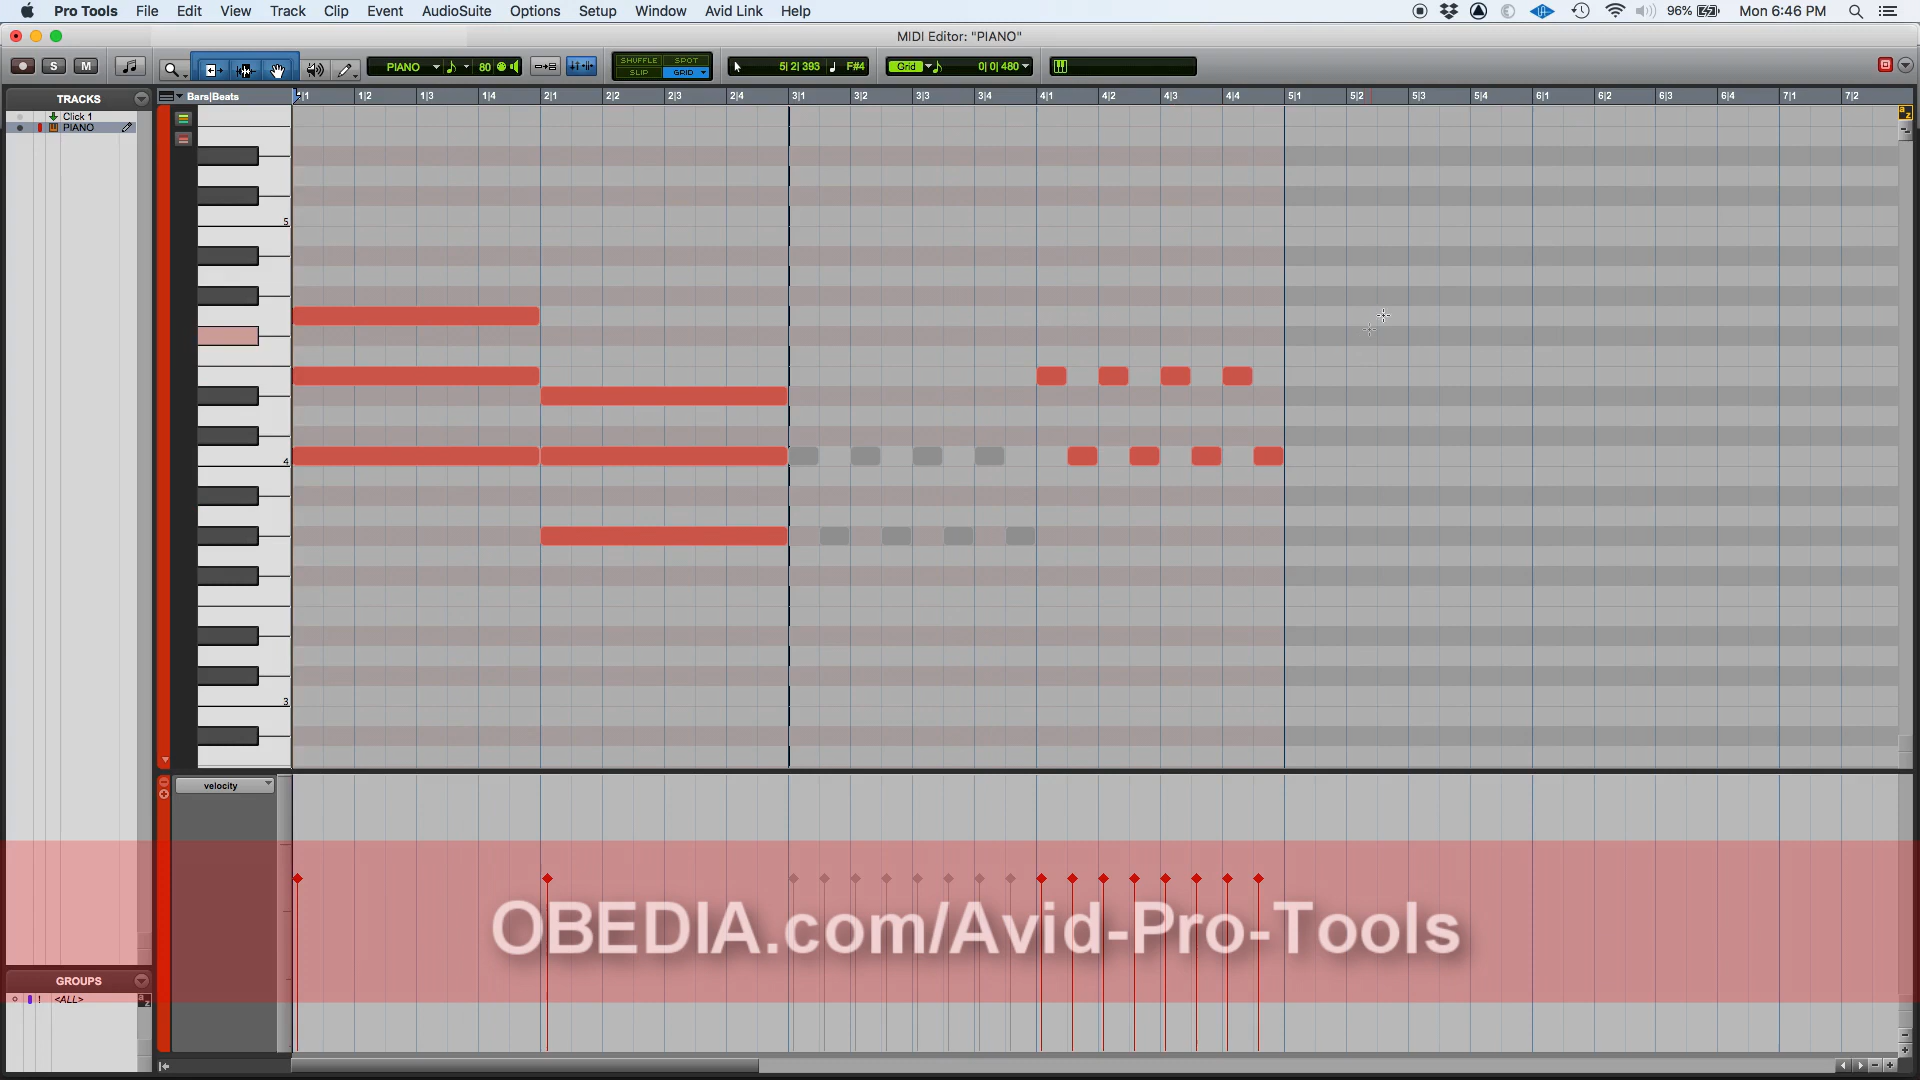 Pro Tools File Edit View Track Clip Event AudioSuite Options Setup Window Avid Link Help 96% Mon 6:46 PM
MIDI Editor: "PIANO"
S M PIANO 80 SHUFFLE SPOT SLIP GRID 5| 2| 393 F#4 Grid 0| 0| 480
TRACKS Bars|Beats 1|1 1|2 1|3 1|4 2|1 2|2 2|3 2|4 3|1 3|2 3|3 3|4 4|1 4|2 4|3 4|4 5|1 5|2 5|3 5|4 6|1 6|2 6|3 6|4 7|1 7|2
Click 1
PIANO
a z
5
4
3
velocity
OBEDIA.com/Avid-Pro-Tools
GROUPS
! <ALL> a z